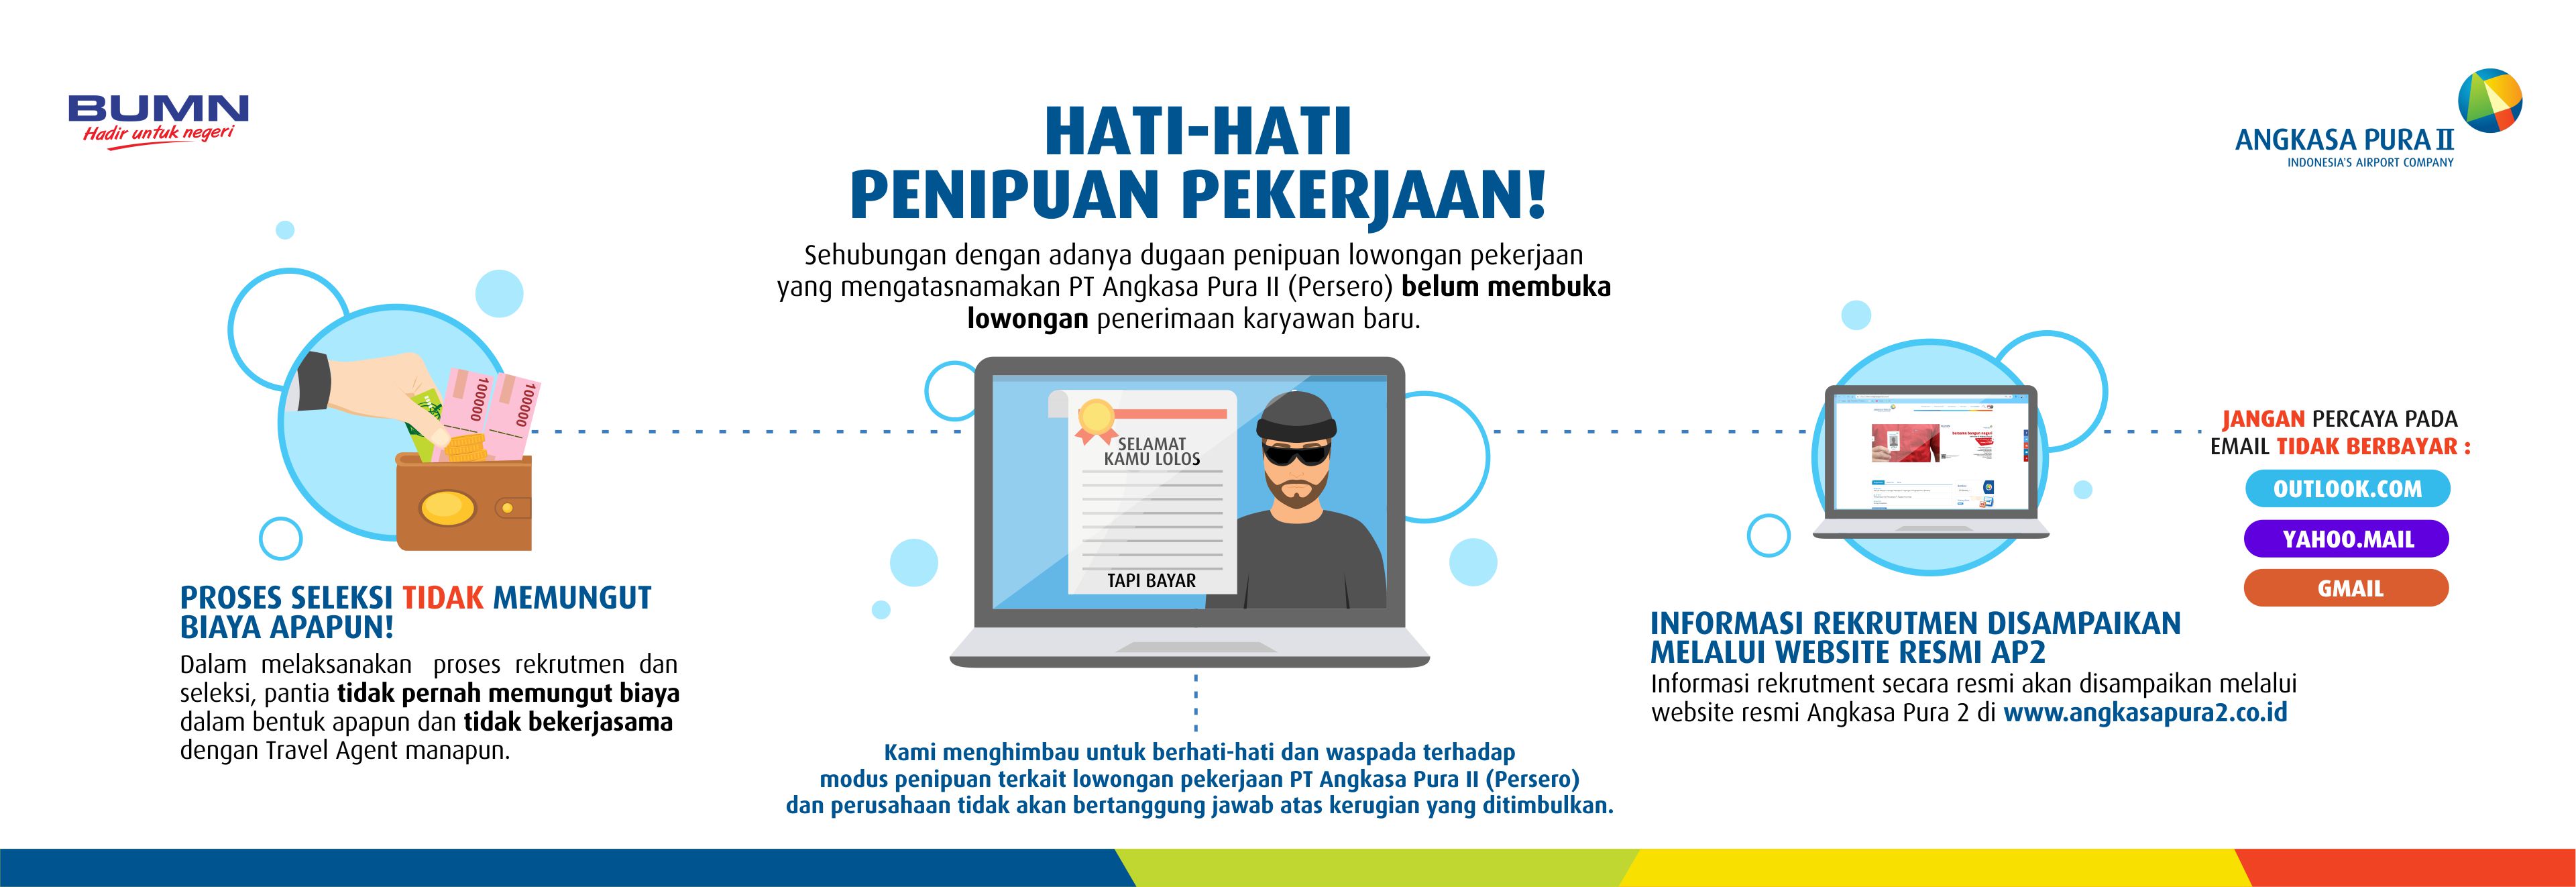 BUMN
Hadir untuk negeri
ANGKASA PURA II
INDONESIA'S AIRPORT COMPANY
HATI-HATI
PENIPUAN PEKERJAAN!
Sehubungan dengan adanya dugaan penipuan lowongan pekerjaan
yang mengatasnamakan PT Angkasa Pura II (Persero) belum membuka
lowongan penerimaan karyawan baru.
100000
100000
PROSES SELEKSI TIDAK MEMUNGUT
BIAYA APAPUN!
Dalam melaksanakan proses rekrutmen dan
seleksi, pantia tidak pernah memungut biaya
dalam bentuk apapun dan tidak bekerjasama
dengan Travel Agent manapun.
SELAMAT
KAMU LOLOS
TAPI BAYAR
Kami menghimbau untuk berhati-hati dan waspada terhadap
modus penipuan terkait lowongan pekerjaan PT Angkasa Pura II (Persero)
dan perusahaan tidak akan bertanggung jawab atas kerugian yang ditimbulkan.
JANGAN PERCAYA PADA
EMAIL TIDAK BERBAYAR :
OUTLOOK.COM
YAHOO.MAIL
GMAIL
INFORMASI REKRUTMEN DISAMPAIKAN
MELALUI WEBSITE RESMI AP2
Informasi rekrutment secara resmi akan disampaikan melalui
website resmi Angkasa Pura 2 di www.angkasapura2.co.id